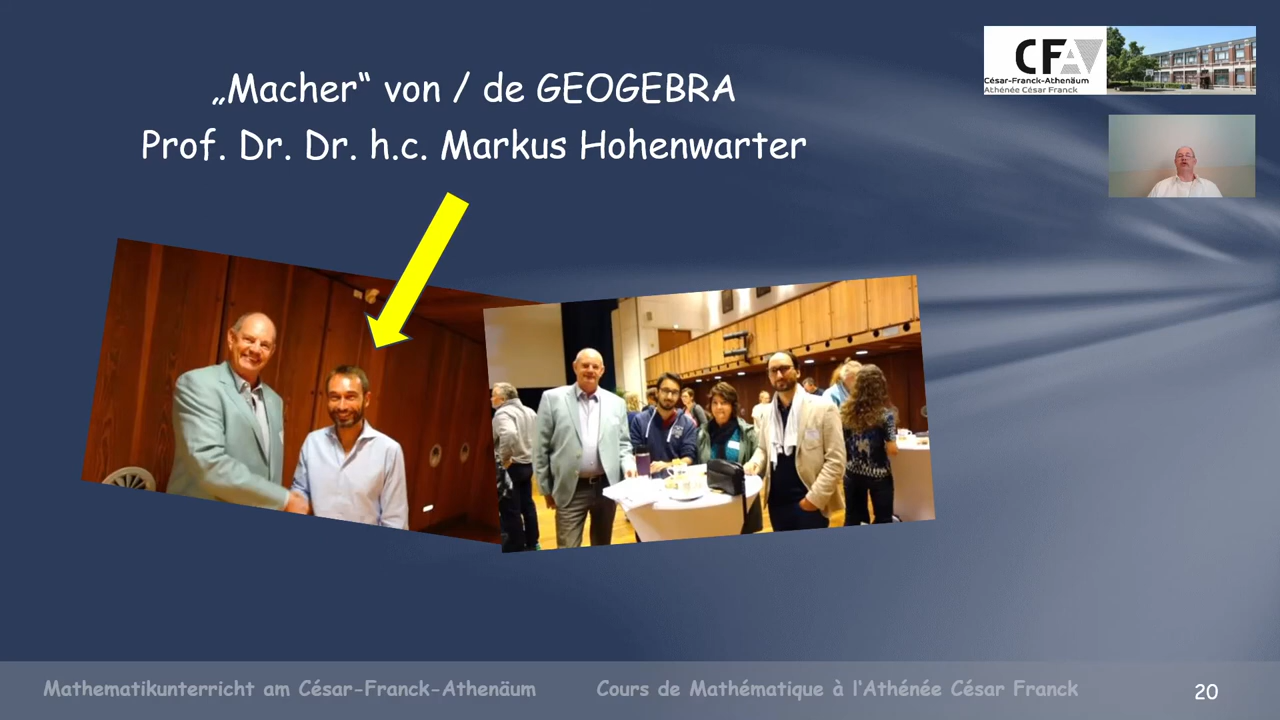 „Macher“ von / de GEOGEBRA
Prof. Dr. Dr. h.c. Markus Hohenwarter
CFA
César-Franck-Athenäum
Athénée César Franck
Mathematikunterricht am César-Franck-Athenäum
Cours de Mathématique à l‘Athénée César Franck
20